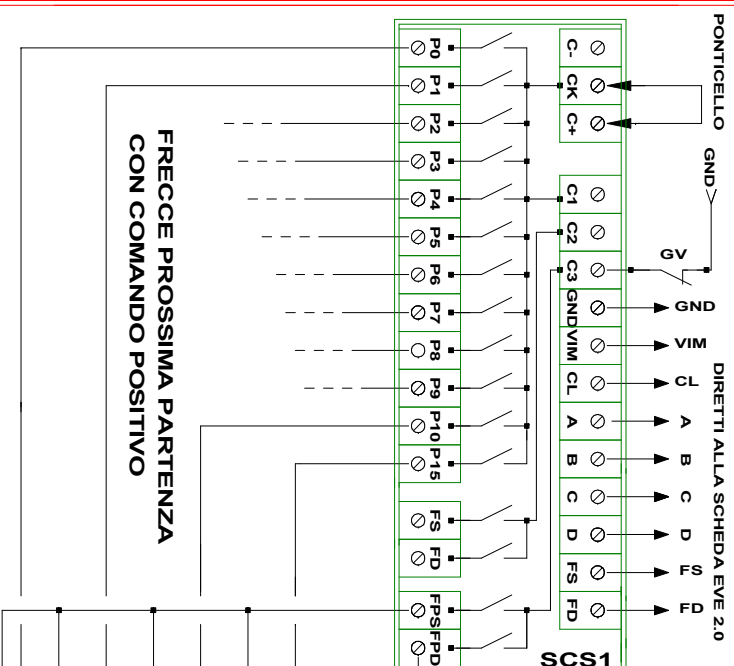 PONTICELLO
C-
CK
C+
GND
C1
C2
C3
GV
GND
GND
VIM
VIM
CL
CL
A
A
B
B
C
C
D
D
FS
FS
FD
FD
DIRETTI ALLA SCHEDA EVE 2.0
SCS1
P0
P1
P2
P3
P4
P5
P6
P7
P8
P9
P10
P15
FS
FD
FPS
FPD
FRECCE PROSSIMA PARTENZA
CON COMANDO POSITIVO